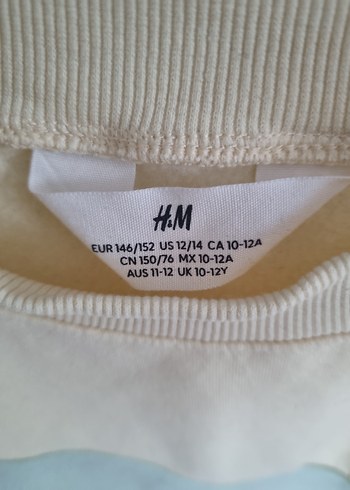 H&M
EUR 146/152 US 12/14 CA 10-12A
CN 150/76 MX 10-12A
AUS 11-12 UK 10-12Y